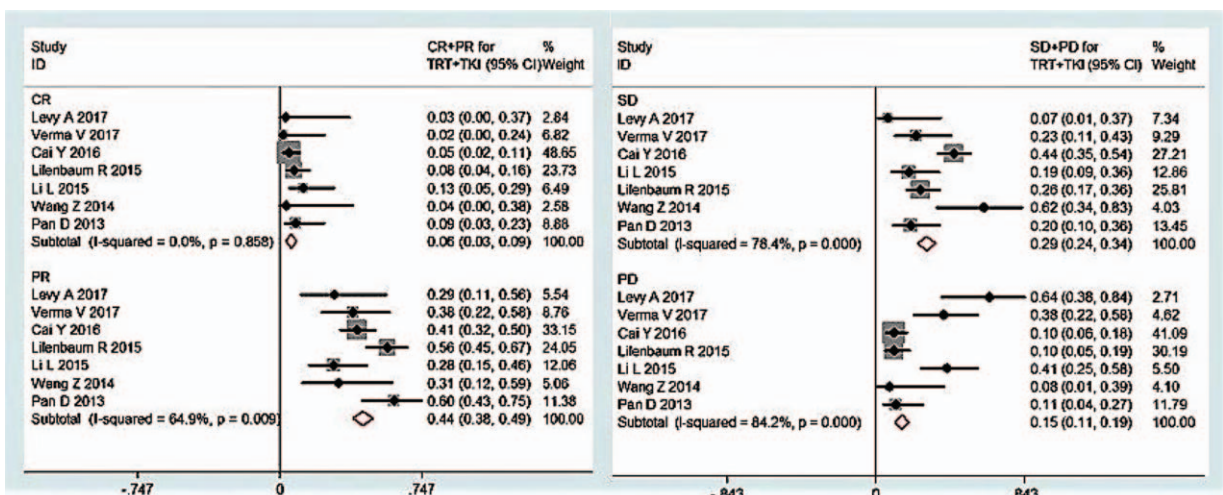 Study CR+PR for %
ID TRT+TKI (95% CI) Weight
CR
Levy A 2017 0.03 (0.00, 0.37) 2.84
Verma V 2017 0.02 (0.00, 0.24) 6.82
Cai Y 2016 0.05 (0.02, 0.11) 48.65
Lilenbaum R 2015 0.08 (0.04, 0.16) 23.73
Li L 2015 0.13 (0.05, 0.29) 6.49
Wang Z 2014 0.04 (0.00, 0.38) 2.58
Pan D 2013 0.09 (0.03, 0.23) 8.88
Subtotal (I-squared = 0.0%, p = 0.858) 0.06 (0.03, 0.09) 100.00
PR
Levy A 2017 0.29 (0.11, 0.56) 5.54
Verma V 2017 0.38 (0.22, 0.58) 8.76
Cai Y 2016 0.41 (0.32, 0.50) 33.15
Lilenbaum R 2015 0.56 (0.45, 0.67) 24.05
Li L 2015 0.28 (0.15, 0.46) 12.06
Wang Z 2014 0.31 (0.12, 0.59) 5.06
Pan D 2013 0.60 (0.43, 0.75) 11.38
Subtotal (I-squared = 64.9%, p = 0.009) 0.44 (0.38, 0.49) 100.00
-.747 0 .747
Study SD+PD for %
ID TRT+TKI (95% CI) Weight
SD
Levy A 2017 0.07 (0.01, 0.37) 7.34
Verma V 2017 0.23 (0.11, 0.43) 9.29
Cai Y 2016 0.44 (0.35, 0.54) 27.21
Li L 2015 0.19 (0.09, 0.36) 12.86
Lilenbaum R 2015 0.26 (0.17, 0.36) 25.81
Wang Z 2014 0.62 (0.34, 0.83) 4.03
Pan D 2013 0.20 (0.10, 0.36) 13.45
Subtotal (I-squared = 78.4%, p = 0.000) 0.29 (0.24, 0.34) 100.00
PD
Levy A 2017 0.64 (0.38, 0.84) 2.71
Verma V 2017 0.38 (0.22, 0.58) 4.62
Cai Y 2016 0.10 (0.06, 0.18) 41.09
Lilenbaum R 2015 0.10 (0.05, 0.19) 30.19
Li L 2015 0.41 (0.25, 0.58) 5.50
Wang Z 2014 0.08 (0.01, 0.39) 4.10
Pan D 2013 0.11 (0.04, 0.27) 11.79
Subtotal (I-squared = 84.2%, p = 0.000) 0.15 (0.11, 0.19) 100.00
-.843 0 .843